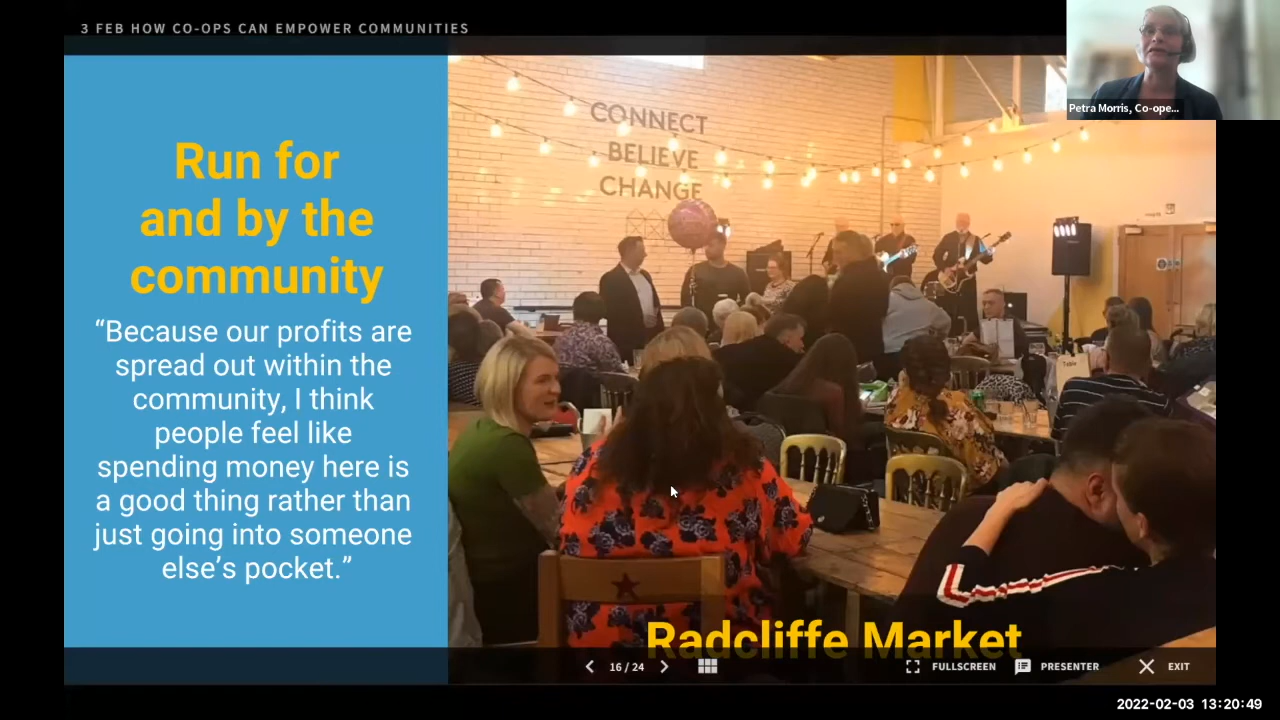 3 FEB HOW CO-OPS CAN EMPOWER COMMUNITIES
Petra Morris, Co-ope...
Run for
and by the
community
“Because our profits are
spread out within the
community, I think
people feel like
spending money here is
a good thing rather than
just going into someone
else’s pocket.”
CONNECT
BELIEVE
CHANGE
Table
Radcliffe Market
16 / 24
FULLSCREEN
PRESENTER
EXIT
2022-02-03 13:20:49